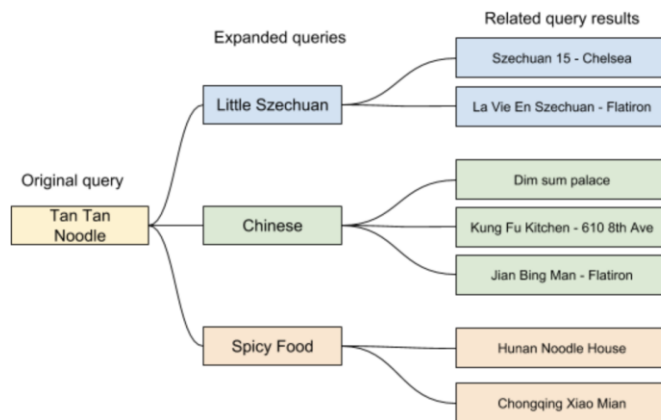 Related query results
Expanded queries
Szechuan 15 - Chelsea
Little Szechuan
La Vie En Szechuan - Flatiron
Original query
Dim sum palace
Tan Tan
Noodle
Chinese
Kung Fu Kitchen - 610 8th Ave
Jian Bing Man - Flatiron
Spicy Food
Hunan Noodle House
Chongqing Xiao Mian